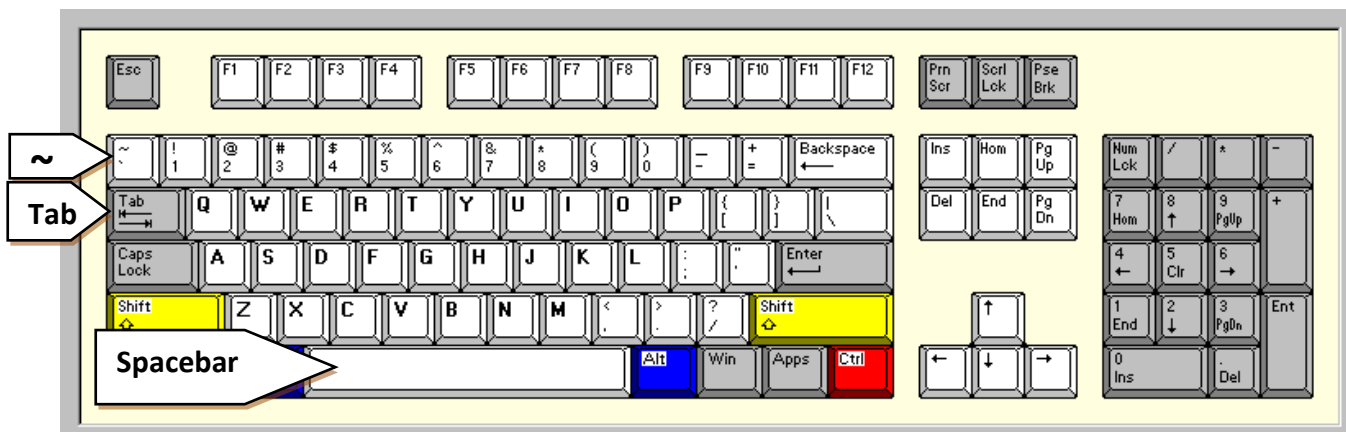 Esc F1 F2 F3 F4 F5 F6 F7 F8 F9 F10 F11 F12 Prn Scr Scrl Lck Pse Brk
~ ~ ` ! 1 @ 2 # 3 $ 4 % 5 ^ 6 & 7 * 8 ( 9 ) 0 _ - + = Backspace ← Ins Hom Pg Up Num Lck / * -
Tab Tab Q W E R T Y U I O P { [ } ] | \ Del End Pg Dn 7 Hom 8 ↑ 9 PgUp +
Caps Lock A S D F G H J K L : ; " ' Enter 4 ← 5 Clr 6 →
Shift Z X C V B N M < , > . ? / Shift ↑ 1 End 2 ↓ 3 PgDn Ent
Spacebar Alt Win Apps Ctrl ← ↓ → 0 Ins . Del